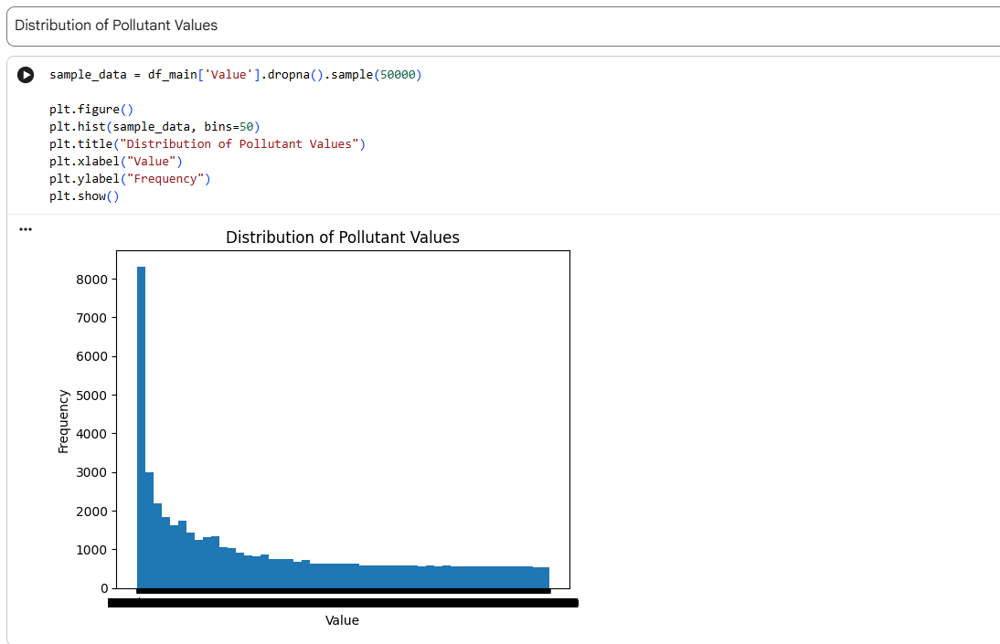 Distribution of Pollutant Values
sample_data = df_main['Value'].dropna().sample(50000)
plt.figure()
plt.hist(sample_data, bins=50)
plt.title("Distribution of Pollutant Values")
plt.xlabel("Value")
plt.ylabel("Frequency")
plt.show()
Distribution of Pollutant Values
8000
7000
6000
5000
4000
3000
2000
1000
0
Frequency
Value